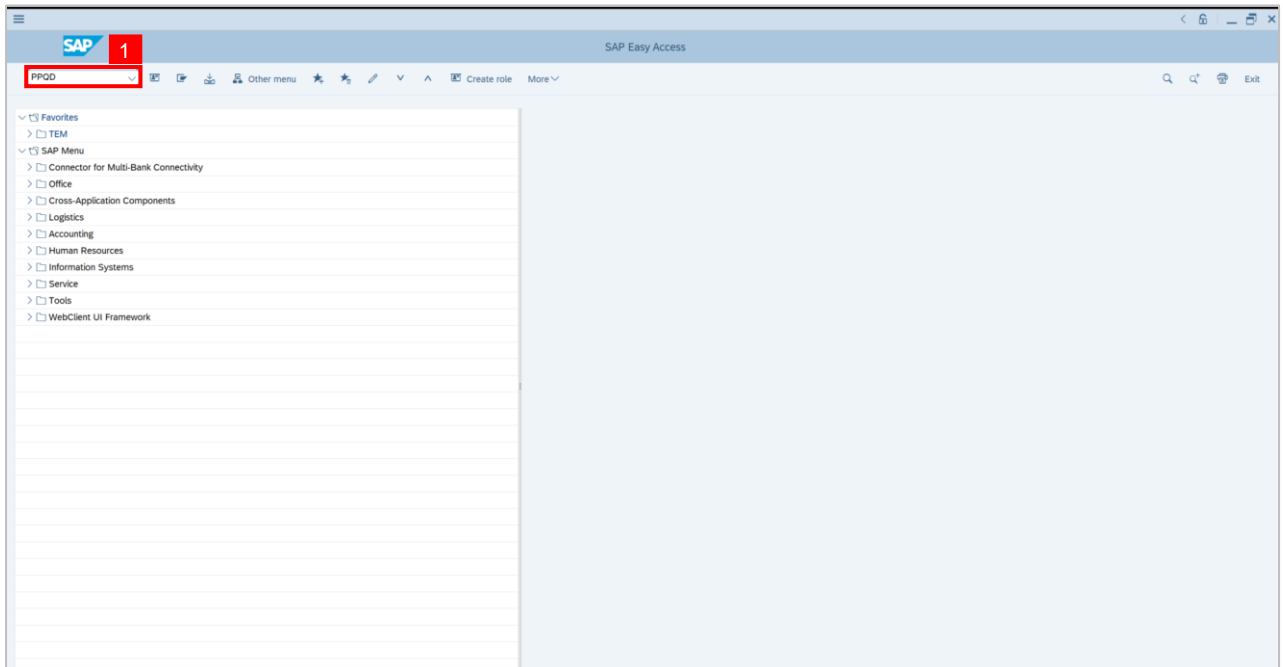 SAP
1
SAP Easy Access
PPQD
Other menu
Create role
More
Exit
Favorites
TEM
SAP Menu
Connector for Multi-Bank Connectivity
Office
Cross-Application Components
Logistics
Accounting
Human Resources
Information Systems
Service
Tools
WebClient UI Framework